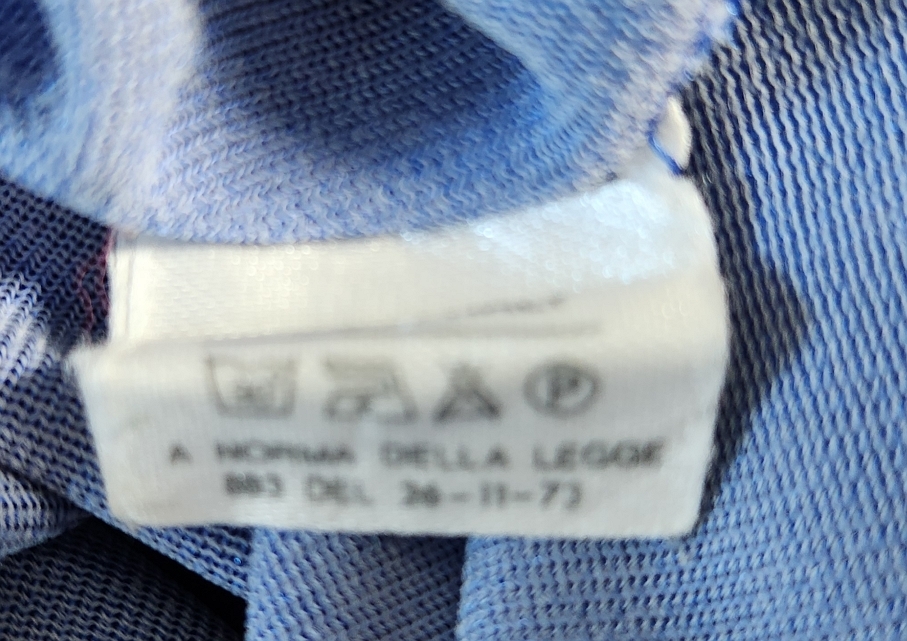 P
A NORMA DELLA LEGGE
883 DEL 26-11-73